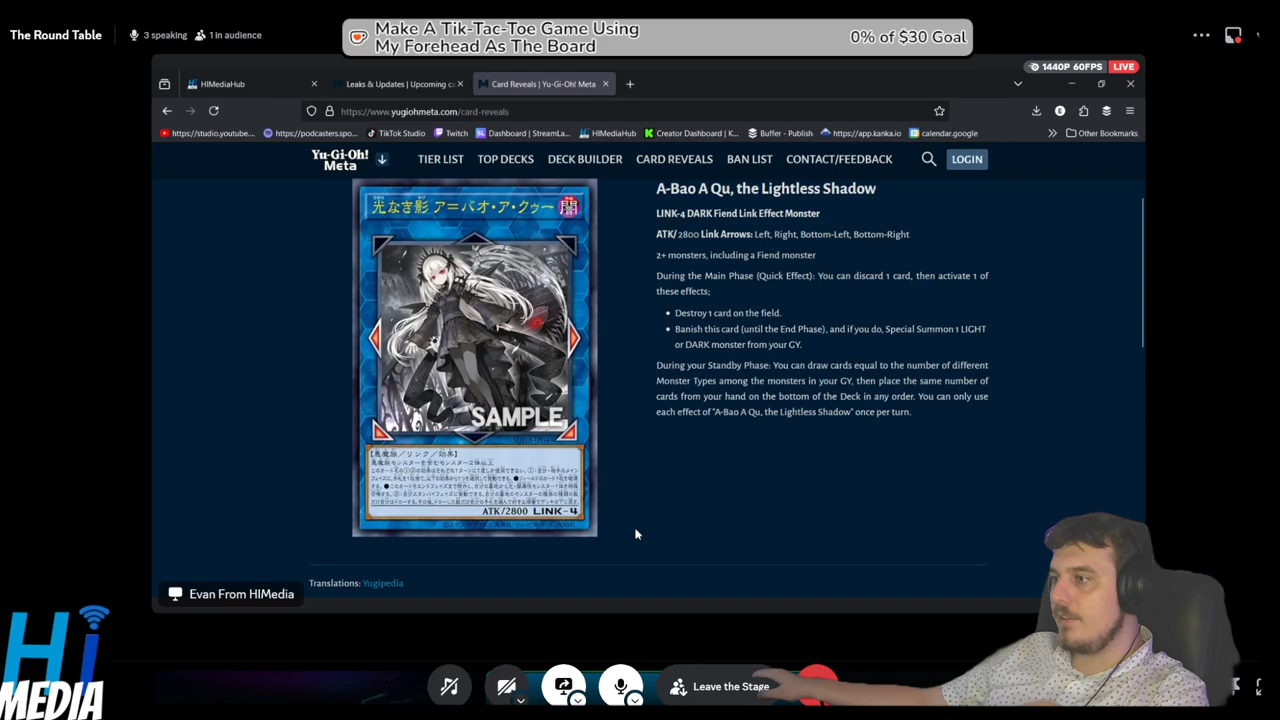 The Round Table
3 speaking
1 in audience
Make A Tik-Tac-Toe Game Using
My Forehead As The Board
0% of $30 Goal
1440P 60FPS
LIVE
HIMediaHub
Leaks & Updates | Upcoming ca
Card Reveals | Yu-Gi-Oh! Meta
https://www.yugiohmeta.com/card-reveals
https://studio.youtube...
https://podcasters.spo...
TikTok Studio
Twitch
Dashboard | StreamLa...
HIMediaHub
Creator Dashboard | K...
Buffer - Publish
https://app.kanka.io
calendar.google
Other Bookmarks
Yu-Gi-Oh!
Meta
TIER LIST
TOP DECKS
DECK BUILDER
CARD REVEALS
BAN LIST
CONTACT/FEEDBACK
LOGIN
光なき影 ア=バオ・ア・クゥー
闇
SAMPLE
【悪魔族/リンク/効果】
ATK/2800 LINK-4
A-Bao A Qu, the Lightless Shadow
LINK-4 DARK Fiend Link Effect Monster
ATK/ 2800 Link Arrows: Left, Right, Bottom-Left, Bottom-Right
2+ monsters, including a Fiend monster
During the Main Phase (Quick Effect): You can discard 1 card, then activate 1 of
these effects;
• Destroy 1 card on the field.
• Banish this card (until the End Phase), and if you do, Special Summon 1 LIGHT
or DARK monster from your GY.
During your Standby Phase: You can draw cards equal to the number of different
Monster Types among the monsters in your GY, then place the same number of
cards from your hand on the bottom of the Deck in any order. You can only use
each effect of "A-Bao A Qu, the Lightless Shadow" once per turn.
Translations: Yugipedia
Evan From HIMedia
Leave the Stage
Hi
MEDIA